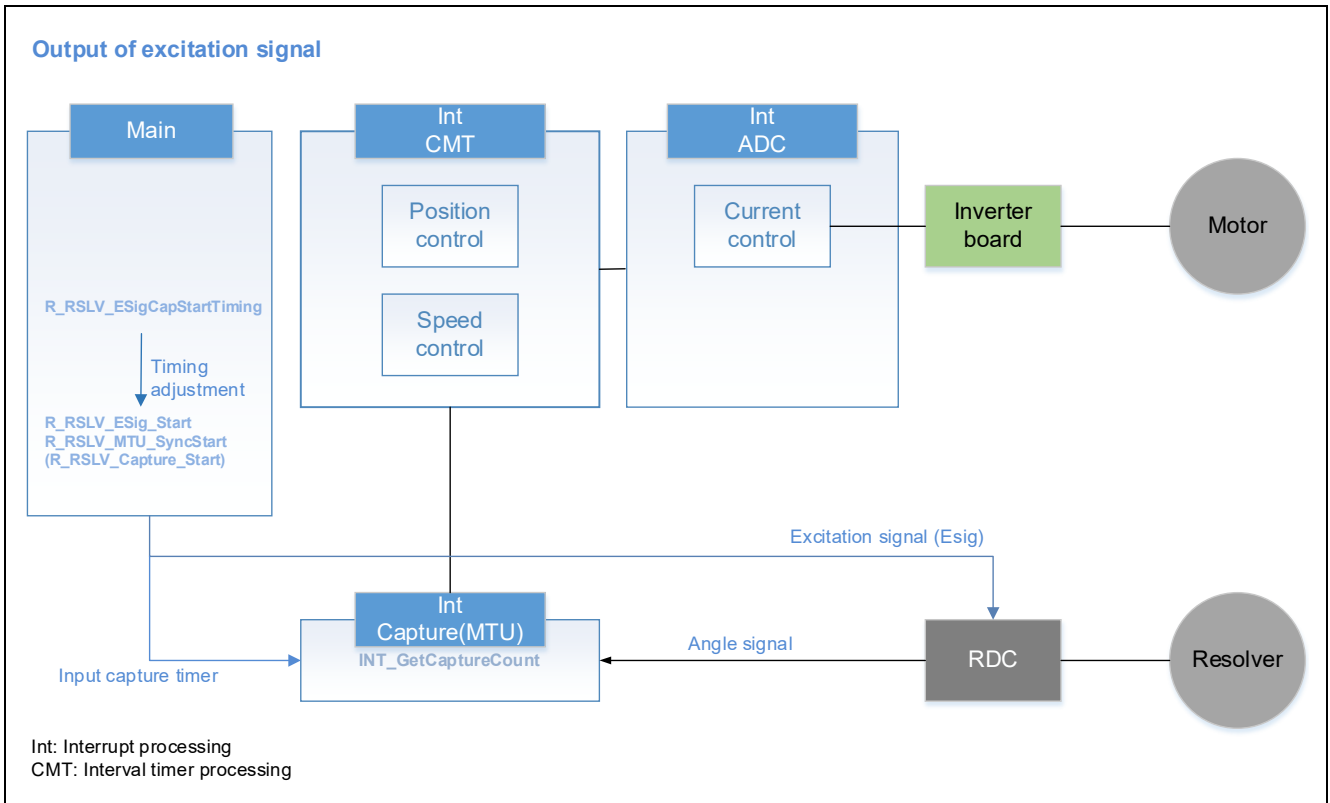 Output of excitation signal
Main
Int
CMT
Int
ADC
Position
control
Current
control
Inverter
board
Motor
R_RSLV_ESigCapStartTiming
Speed
control
Timing
adjustment
R_RSLV_ESig_Start
R_RSLV_MTU_SyncStart
(R_RSLV_Capture_Start)
Excitation signal (Esig)
Int
Capture(MTU)
INT_GetCaptureCount
Angle signal
RDC
Resolver
Input capture timer
Int: Interrupt processing
CMT: Interval timer processing